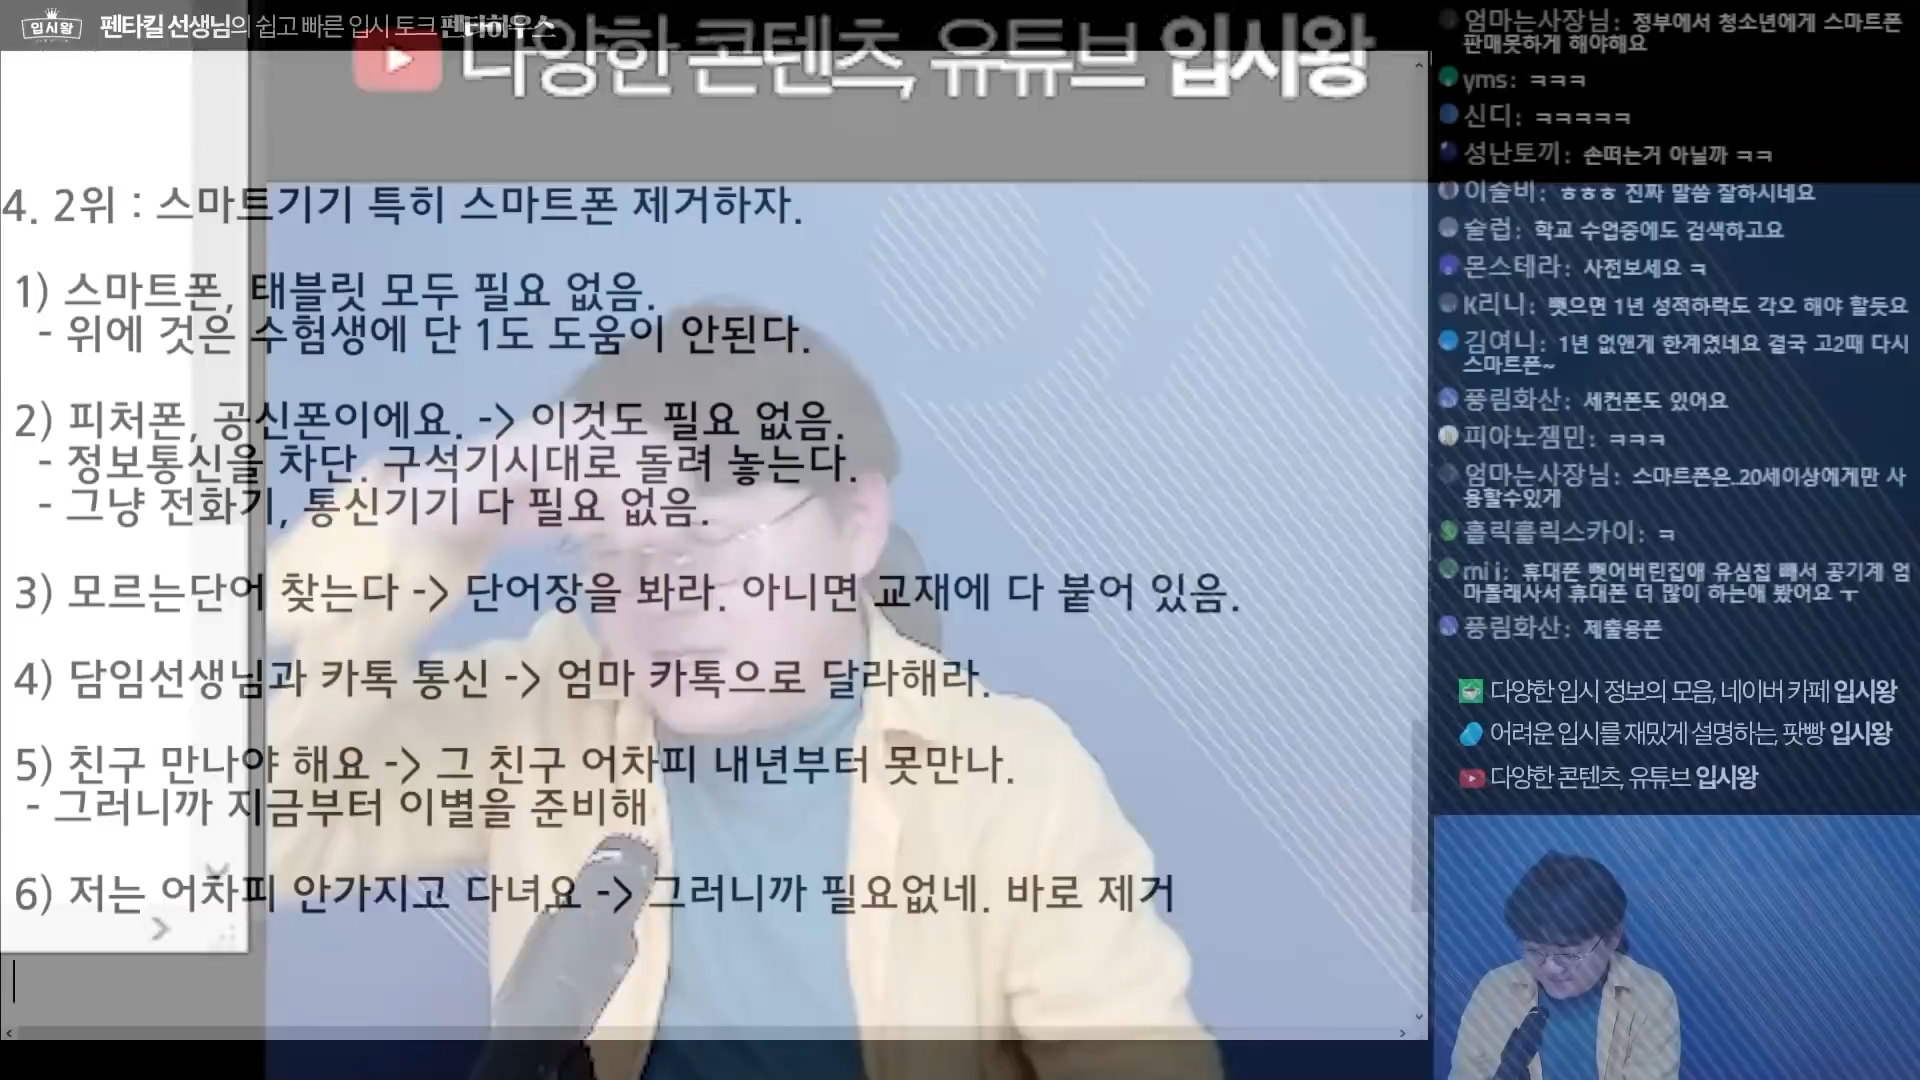 입시왕
펜타킬 선생님의 쉽고 빠른 입시 토크 펜타하우스
다양한 콘텐츠, 유튜브 입시왕
4. 2위 : 스마트기기 특히 스마트폰 제거하자.
1) 스마트폰, 태블릿 모두 필요 없음.
- 위에 것은 수험생에 단 1도 도움이 안된다.
2) 피처폰, 공신폰이에요. -> 이것도 필요 없음.
- 정보통신을 차단. 구석기시대로 돌려 놓는다.
- 그냥 전화기, 통신기기 다 필요 없음.
3) 모르는단어 찾는다 -> 단어장을 봐라. 아니면 교재에 다 붙어 있음.
4) 담임선생님과 카톡 통신 -> 엄마 카톡으로 달라해라.
5) 친구 만나야 해요 -> 그 친구 어차피 내년부터 못만나.
- 그러니까 지금부터 이별을 준비해
6) 저는 어차피 안가지고 다녀요 -> 그러니까 필요없네. 바로 제거
엄마는사장님: 정부에서 청소년에게 스마트폰
판매못하게 해야해요
yms: ㅋㅋㅋ
신디: ㅋㅋㅋㅋㅋ
성난토끼: 손떠는거 아닐까 ㅋㅋ
이슬비: ㅎㅎㅎ 진짜 말씀 잘하시네요
슬럽: 학교 수업중에도 검색하고요
몬스테라: 사전보세요 ㅋ
K리니: 뺏으면 1년 성적하락도 각오 해야 할듯요
김여니: 1년 없앤게 한계였네요 결국 고2때 다시
스마트폰~
풍림화산: 세컨폰도 있어요
피아노잼민: ㅋㅋㅋ
엄마는사장님: 스마트폰은..20세이상에게만 사
용할수있게
흘릭흘릭스카이: ㅋ
mi i: 휴대폰 뺏어버린집애 유심칩 빼서 공기계 엄
마몰래사서 휴대폰 더 많이 하는애 봤어요 ㅜ
풍림화산: 제출용폰
다양한 입시 정보의 모음, 네이버 카페 입시왕
어려운 입시를 재밌게 설명하는, 팟빵 입시왕
다양한 콘텐츠, 유튜브 입시왕